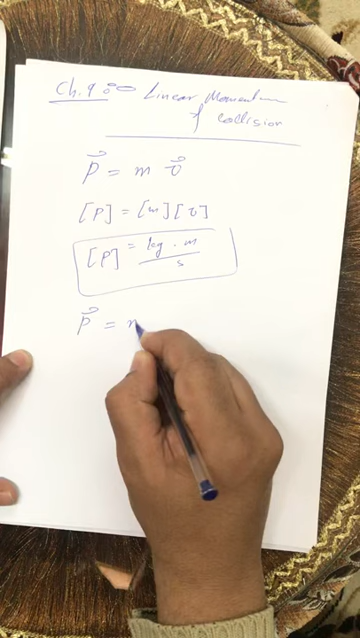 Ch. 9 : Linear Momentum
& collision
p⃗ = m v⃗
[P] = [m][v]
[P] = kg . m / s
p⃗ = m